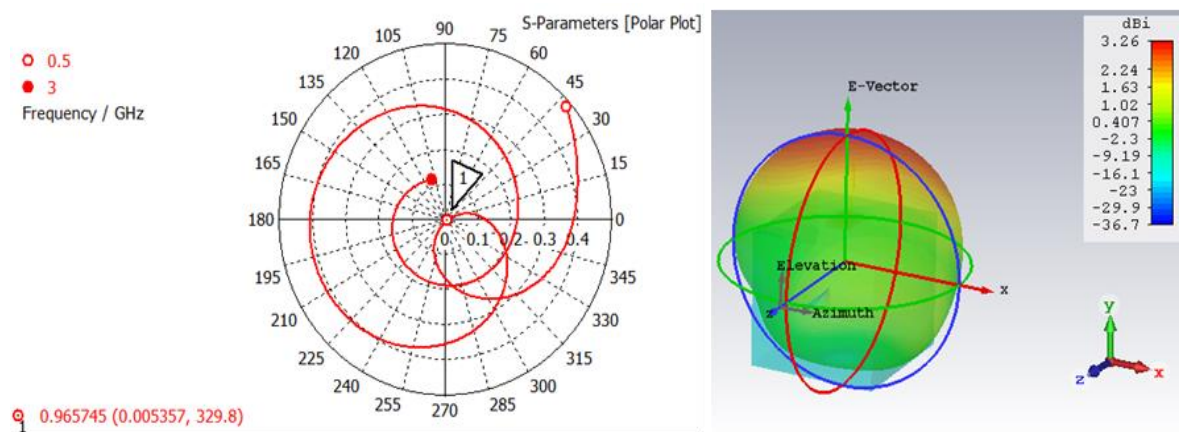 S-Parameters [Polar Plot]
0.5
3
Frequency / GHz
90
105 75
120 60
135 45
150 30
165 15
180 0
195 345
210 330
225 315
240 300
255 285
270
0 0.1 0.2 0.3 0.4
1
1
0.965745 (0.005357, 329.8)
dBi
3.26
2.24
1.63
1.02
0.407
-2.3
-9.19
-16.1
-23
-29.9
-36.7
E-Vector
Elevation
x
z Azimuth
y
z x